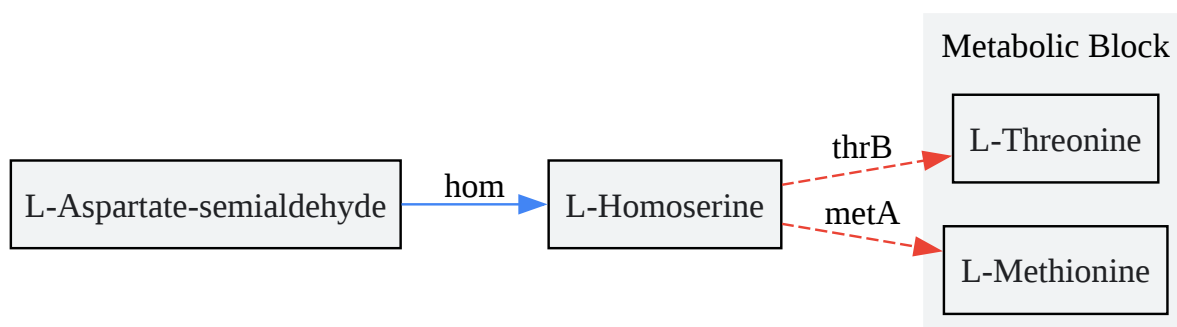 Metabolic Block
L-Aspartate-semialdehyde
hom
L-Homoserine
thrB
L-Threonine
metA
L-Methionine